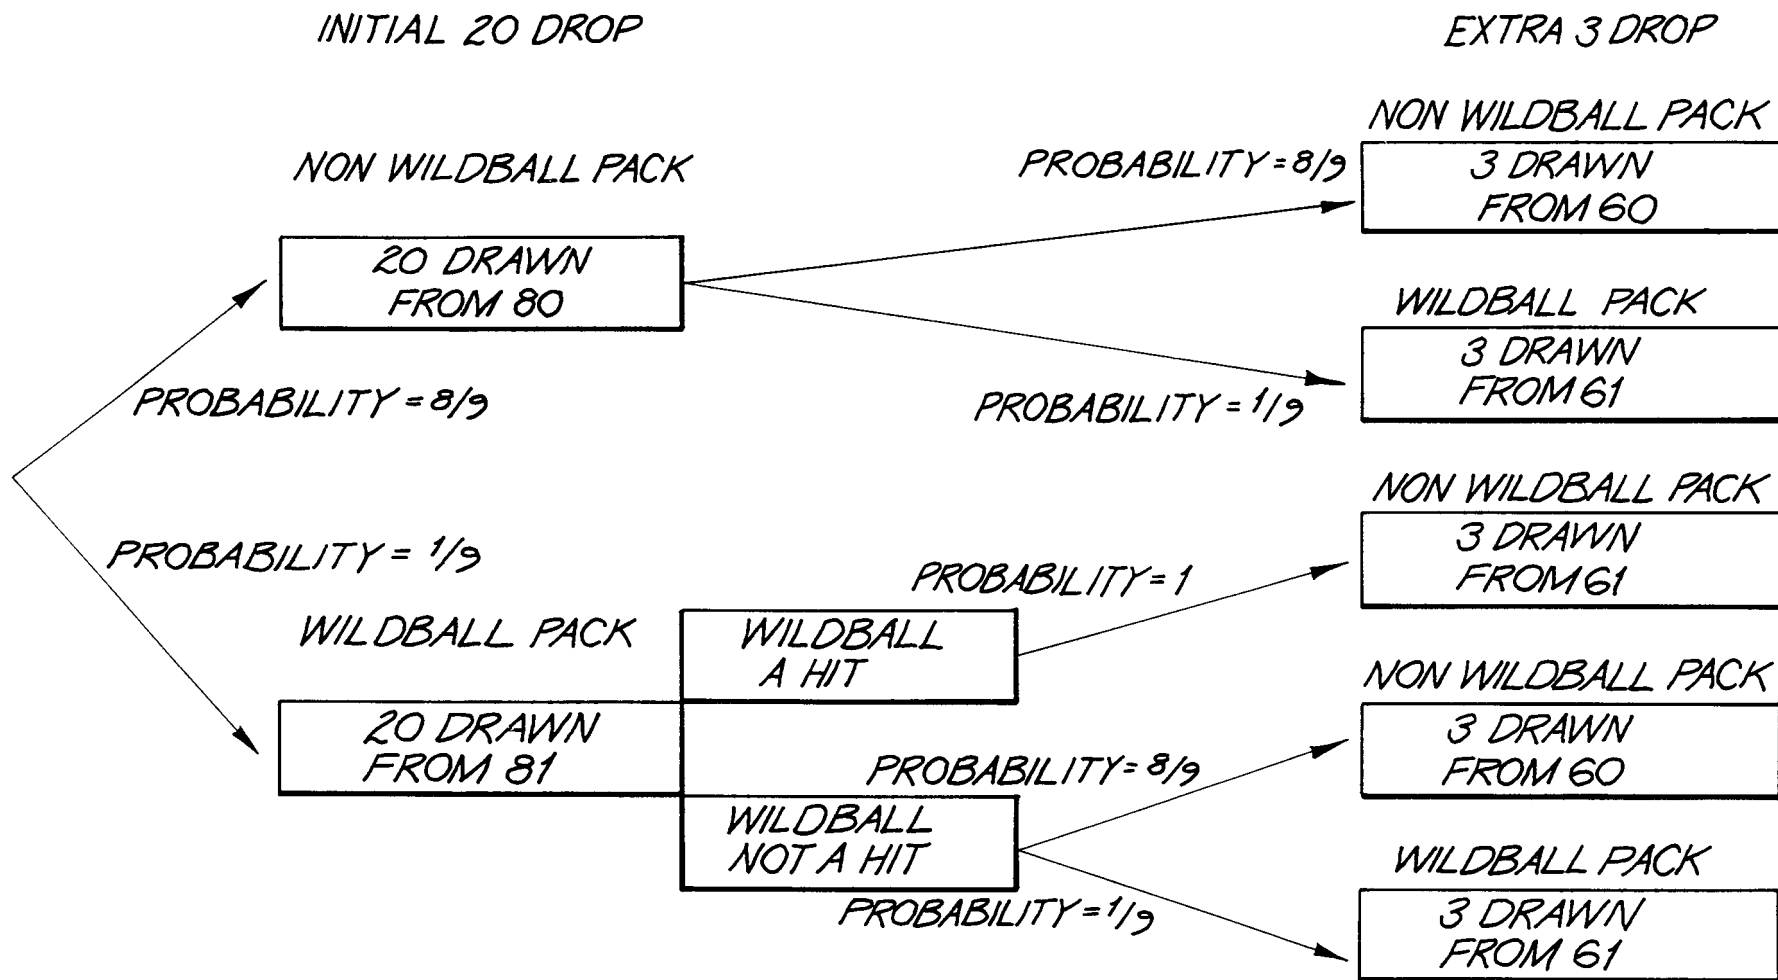 INITIAL 20 DROP
EXTRA 3 DROP
NON WILDBALL PACK
20 DRAWN
FROM 80
PROBABILITY = 8/9
PROBABILITY = 1/9
WILDBALL PACK
20 DRAWN
FROM 81
WILDBALL
A HIT
WILDBALL
NOT A HIT
PROBABILITY = 8/9
PROBABILITY = 1/9
PROBABILITY = 1
PROBABILITY = 8/9
PROBABILITY = 1/9
NON WILDBALL PACK
3 DRAWN
FROM 60
WILDBALL PACK
3 DRAWN
FROM 61
NON WILDBALL PACK
3 DRAWN
FROM 61
NON WILDBALL PACK
3 DRAWN
FROM 60
WILDBALL PACK
3 DRAWN
FROM 61